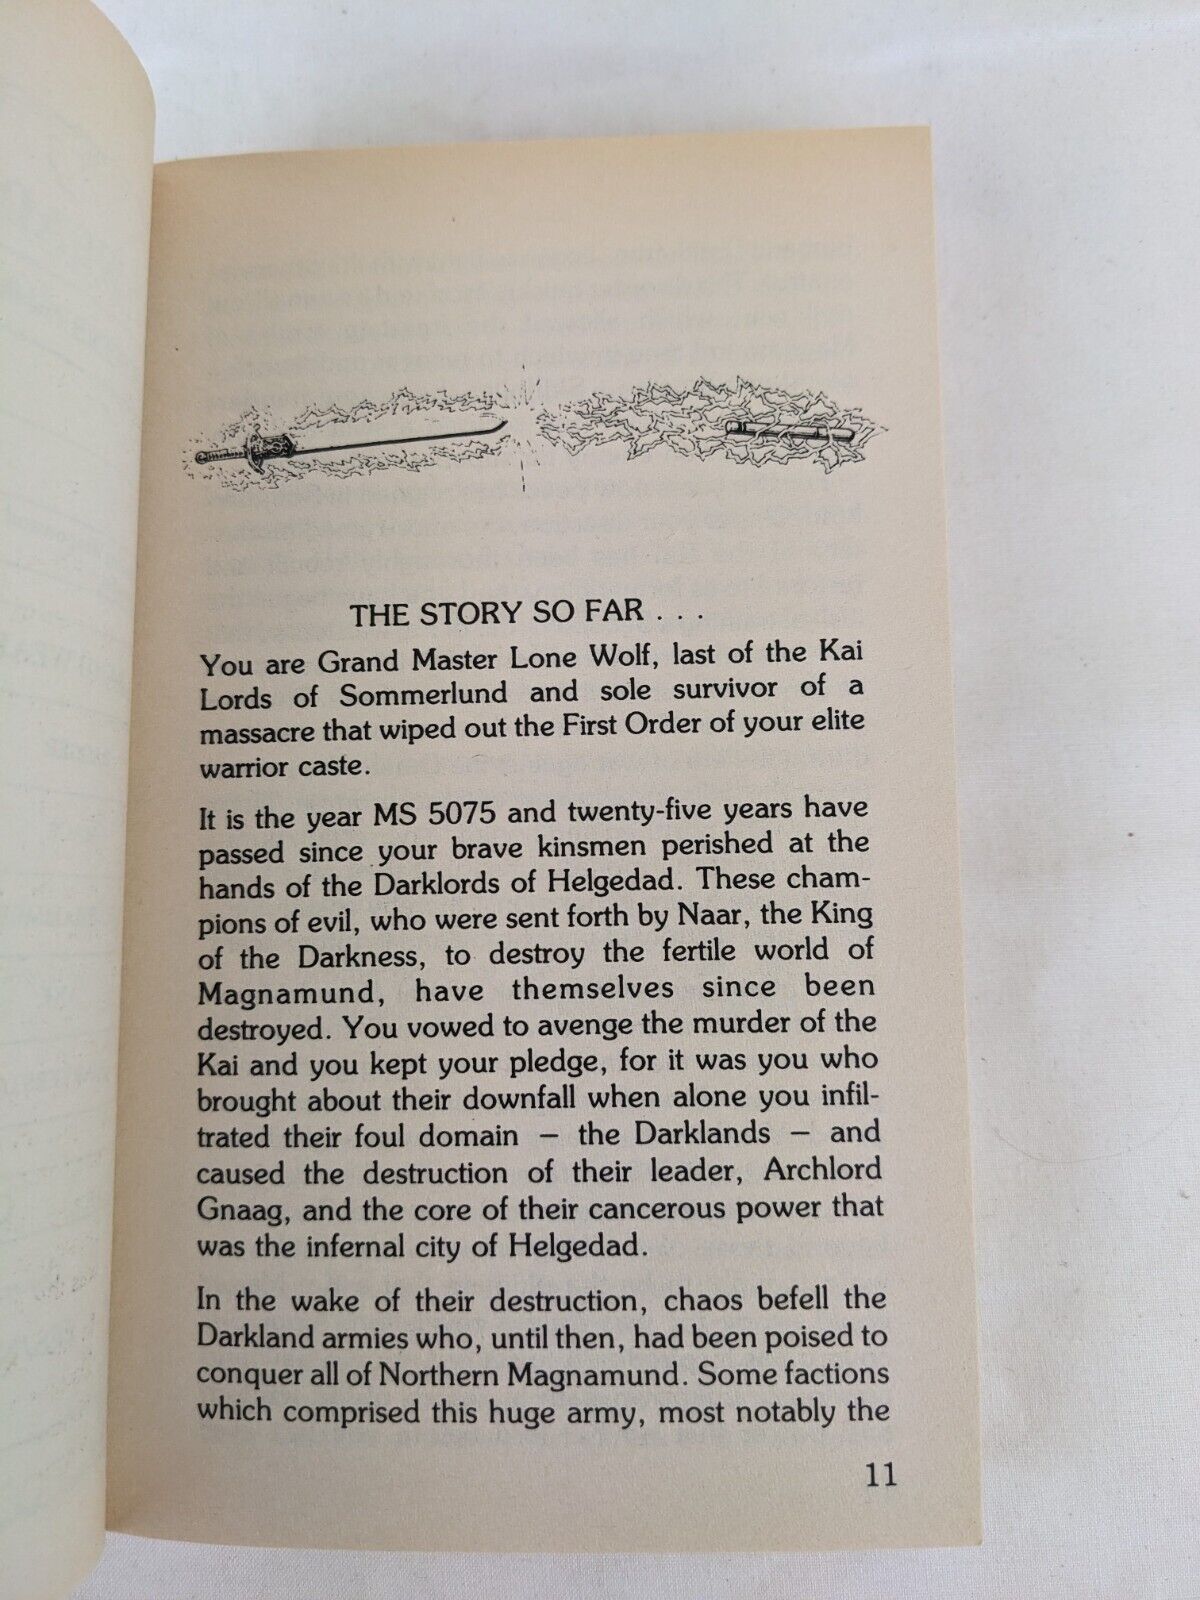 THE STORY SO FAR . . .
You are Grand Master Lone Wolf, last of the Kai
Lords of Sommerlund and sole survivor of a
massacre that wiped out the First Order of your elite
warrior caste.
It is the year MS 5075 and twenty-five years have
passed since your brave kinsmen perished at the
hands of the Darklords of Helgedad. These cham-
pions of evil, who were sent forth by Naar, the King
of the Darkness, to destroy the fertile world of
Magnamund, have themselves since been
destroyed. You vowed to avenge the murder of the
Kai and you kept your pledge, for it was you who
brought about their downfall when alone you infil-
trated their foul domain – the Darklands – and
caused the destruction of their leader, Archlord
Gnaag, and the core of their cancerous power that
was the infernal city of Helgedad.
In the wake of their destruction, chaos befell the
Darkland armies who, until then, had been poised to
conquer all of Northern Magnamund. Some factions
which comprised this huge army, most notably the
11